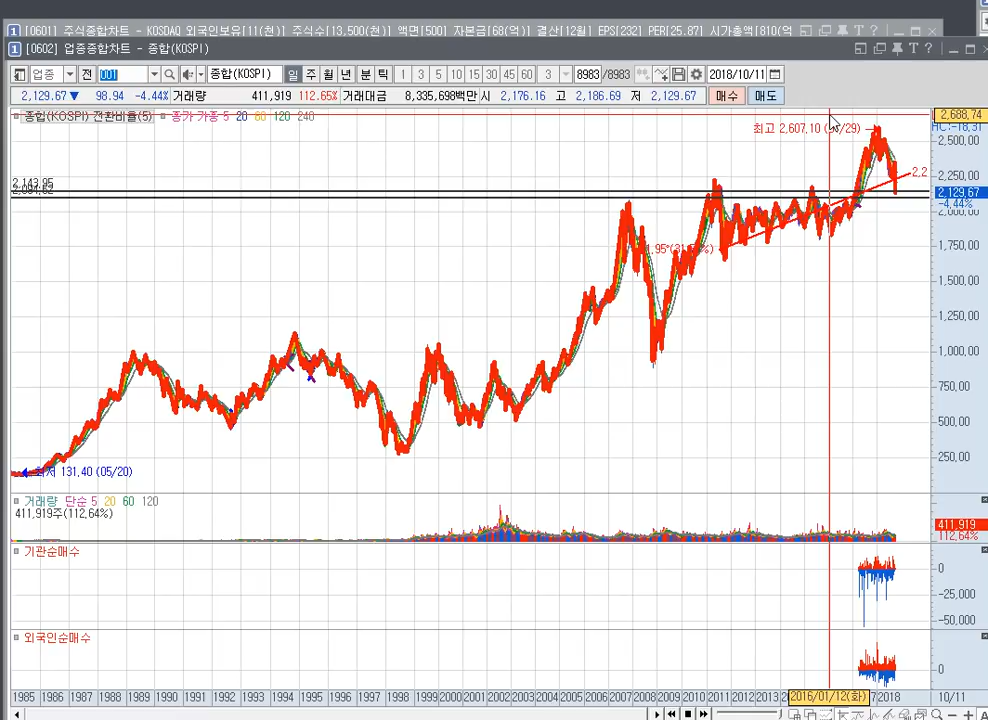 [0601] 주식종합차트 - KOSDAQ 외국인보유[11(천)] 주식수[13,500(천)] 액면[500] 자본금[68(억)] 결산[12월] EPS[232] PER[25.87] 시가총액[810(억
1 [0602] 업종종합차트 - 종합(KOSPI)
업종 전 001 종합(KOSPI) 일 주 월 년 분 틱 1 3 5 10 15 30 45 60 3 8983/8983 2018/10/11
2,129.67▼ 98.94 -4.44% 거래량 411,919 112.65% 거래대금 8,335,698백만 시 2,176.16 고 2,186.69 저 2,129.67 매수 매도
종합(KOSPI) 전환비율(5) 종가 가중 5 20 60 120 240
2,688.74
최고 2,607.10
2,500.00
2,250.00
2.2
2,143.95
2,129.67
-4.44%
2,000.00
1,750.00
1,500.00
1,250.00
1,000.00
750.00
500.00
250.00
최저 131.40 (05/20)
거래량 단순 5 20 60 120
411,919주(112,64%)
411,919
112,64%
기관순매수
0
-25,000
-50,000
외국인순매수
0
1985 1986 1987 1988 1989 1990 1991 1992 1993 1994 1995 1996 1997 1998 1999 2000 2001 2002 2003 2004 2005 2006 2007 2008 2009 2010 2011 2012 2013 2016/01/12(화) 2018 10/11